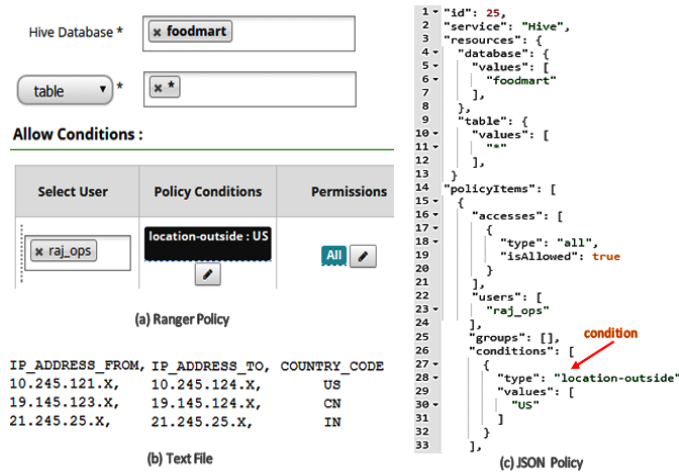 Hive Database *
× foodmart
table
*
× *
Allow Conditions :
Select User
Policy Conditions
Permissions
× raj_ops
location-outside : US
All
(a) Ranger Policy
IP_ADDRESS_FROM, IP_ADDRESS_TO, COUNTRY_CODE
10.245.121.X, 10.245.124.X, US
19.145.123.X, 19.145.124.X, CN
21.245.25.X, 21.245.25.X, IN
(b) Text File
1 "id": 25,
2 "service": "Hive",
3 "resources": {
4 "database": {
5 "values": [
6 "foodmart"
7 ],
8 },
9 "table": {
10 "values": [
11 "*"
12 ],
13 }
14 "policyItems": [
15 {
16 "accesses": [
17 {
18 "type": "all",
19 "isAllowed": true
20 }
21 ],
22 "users": [
23 "raj_ops"
24 ],
25 "groups": [],
condition
26 "conditions": [
27 {
28 "type": "location-outside"
29 "values": [
30 "US"
31 ]
32 }
33 ],
(c) JSON Policy